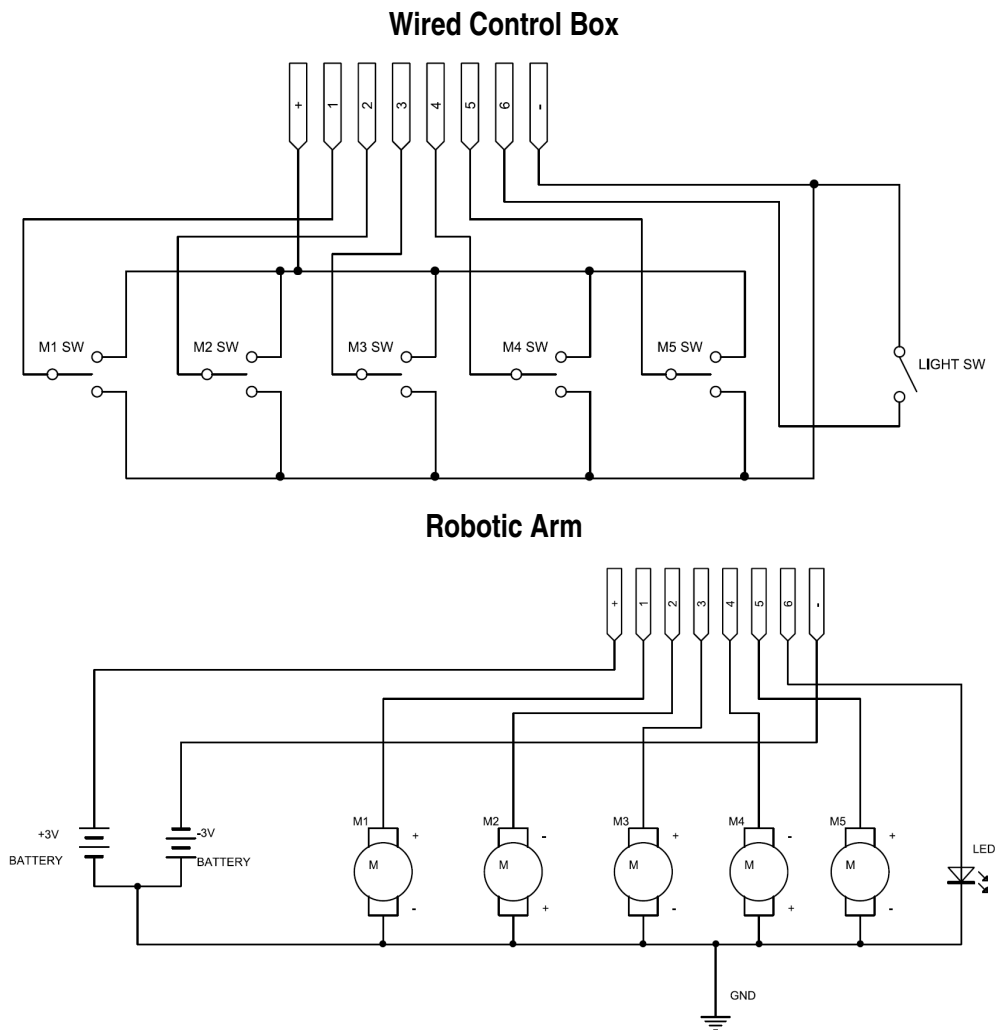 Wired Control Box
+ 1 2 3 4 5 6 -
M1 SW M2 SW M3 SW M4 SW M5 SW
LIGHT SW
Robotic Arm
+ 1 2 3 4 5 6 -
M1 + M2 - M3 + M4 - M5 +
+3V
BATTERY
-3V
BATTERY
M M M M M
LED
- + - + -
GND